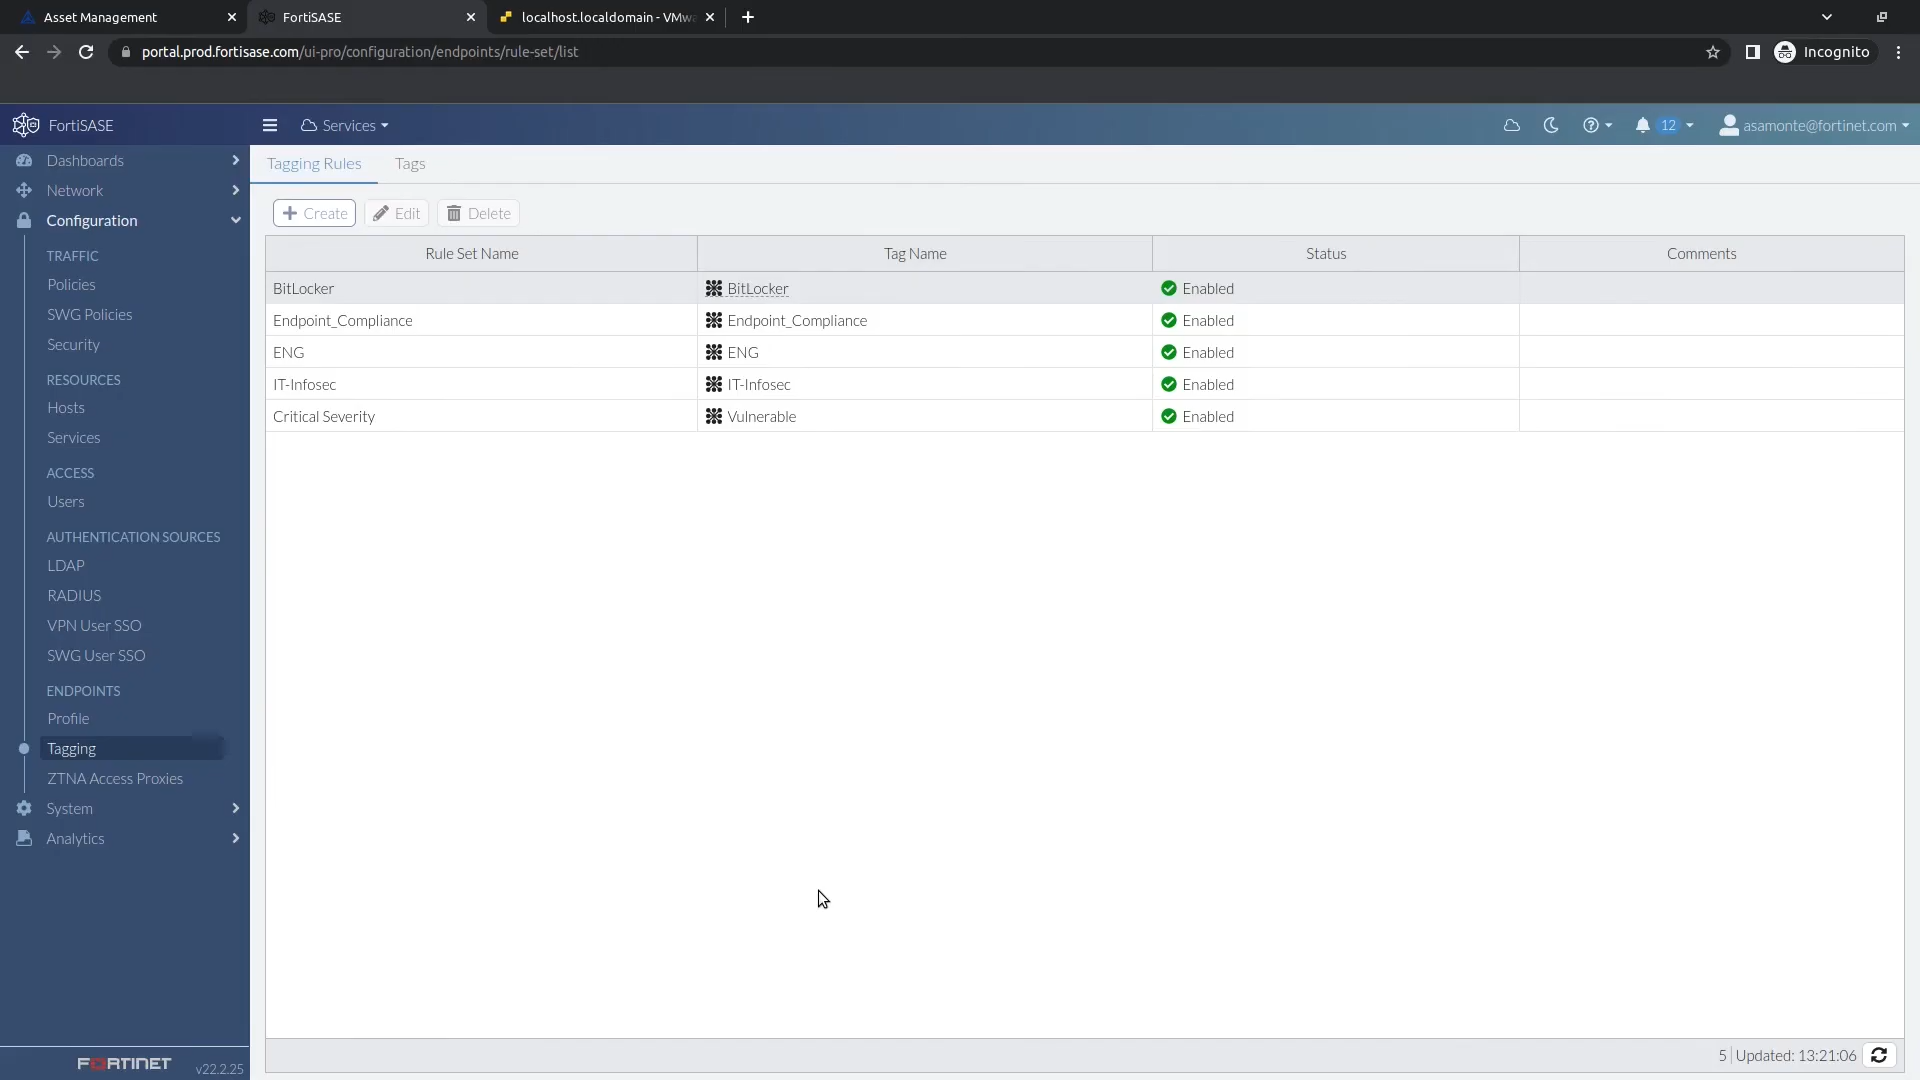 Asset Management
FortiSASE
localhost.localdomain - VMwa
portal.prod.fortisase.com/ui-pro/configuration/endpoints/rule-set/list
Incognito
FortiSASE
Services
12
asamonte@fortinet.com
Dashboards
Network
Configuration
TRAFFIC
Policies
SWG Policies
Security
RESOURCES
Hosts
Services
ACCESS
Users
AUTHENTICATION SOURCES
LDAP
RADIUS
VPN User SSO
SWG User SSO
ENDPOINTS
Profile
Tagging
ZTNA Access Proxies
System
Analytics
FORTINET v22.2.25
Tagging Rules Tags
Create Edit Delete
Rule Set Name Tag Name Status Comments
BitLocker BitLocker Enabled
Endpoint_Compliance Endpoint_Compliance Enabled
ENG ENG Enabled
IT-Infosec IT-Infosec Enabled
Critical Severity Vulnerable Enabled
5 Updated: 13:21:06